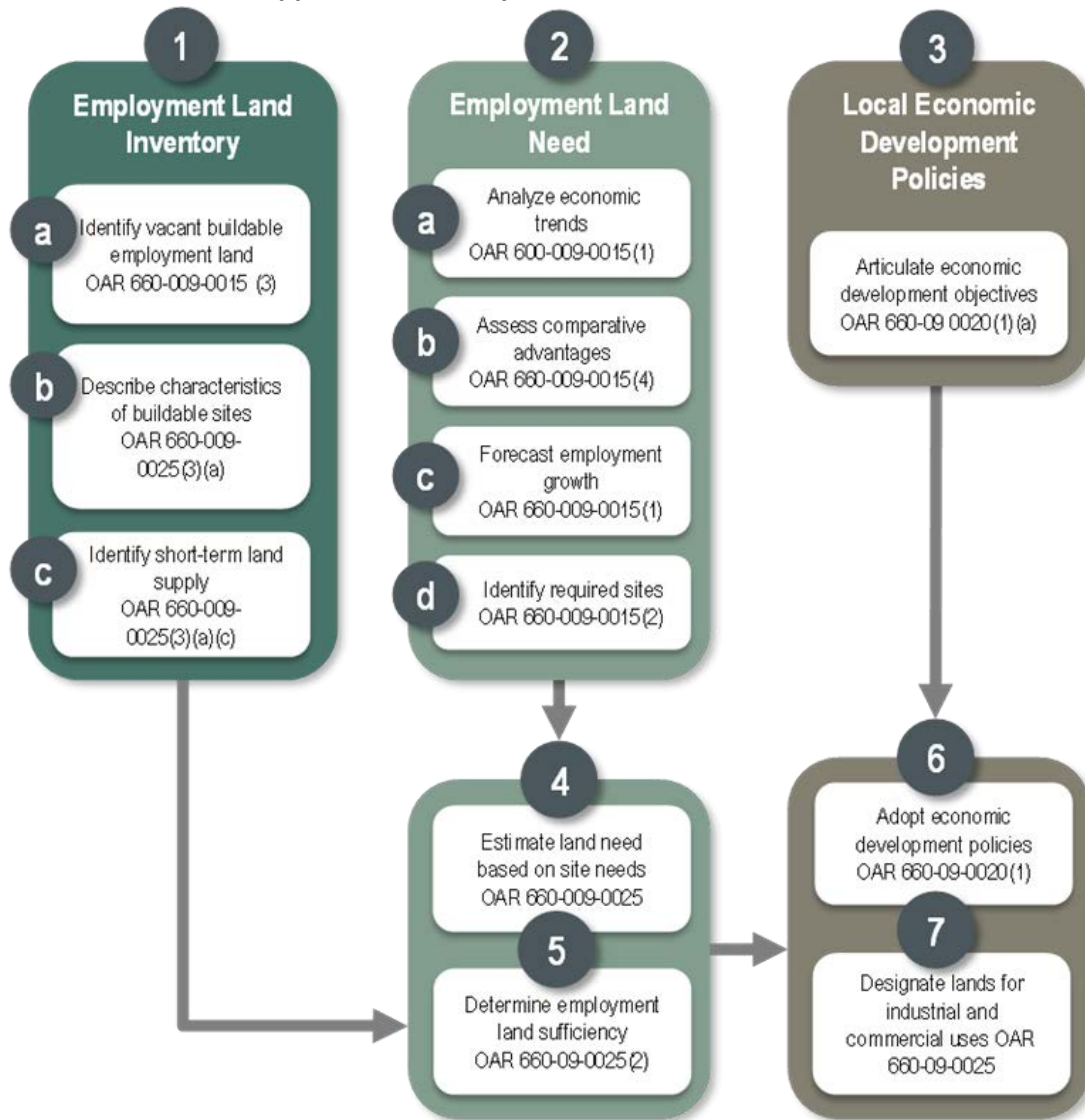 1
Employment Land
Inventory
a
Identify vacant buildable
employment land
OAR 660-009-0015 (3)
b
Describe characteristics
of buildable sites
OAR 660-009-
0025(3)(a)
c
Identify short-term land
supply
OAR 660-009-
0025(3)(a)(c)
2
Employment Land
Need
a
Analyze economic
trends
OAR 600-009-0015(1)
b
Assess comparative
advantages
OAR 660-009-0015(4)
c
Forecast employment
growth
OAR 660-009-0015(1)
d
Identify required sites
OAR 660-009-0015(2)
3
Local Economic
Development
Policies
Articulate economic
development objectives
OAR 660-09 0020(1)(a)
4
Estimate land need
based on site needs
OAR 660-009-0025
5
Determine employment
land sufficiency
OAR 660-09-0025(2)
6
Adopt economic
development policies
OAR 660-09-0020(1)
7
Designate lands for
industrial and
commercial uses OAR
660-09-0025